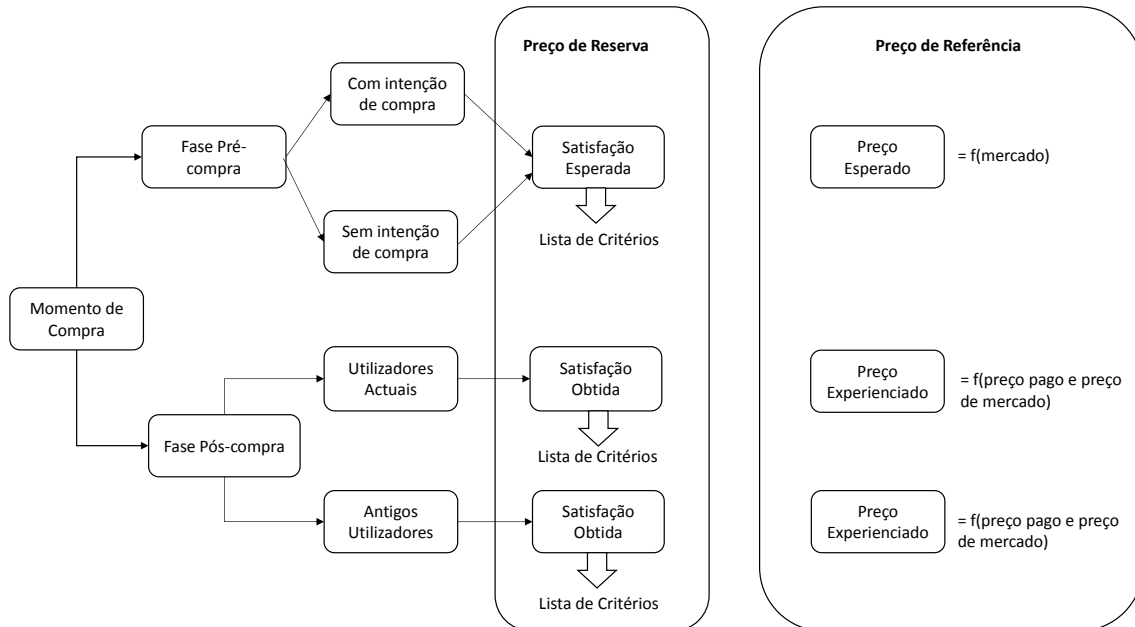 Preço de Reserva
Preço de Referência
Com intenção
de compra
Fase Pré-
compra
Satisfação
Esperada
Preço
Esperado
= f(mercado)
Sem intenção
de compra
Lista de Critérios
Momento de
Compra
Utilizadores
Actuais
Satisfação
Obtida
Preço
Experienciado
= f(preço pago e preço
de mercado)
Fase Pós-compra
Lista de Critérios
Antigos
Utilizadores
Satisfação
Obtida
Preço
Experienciado
= f(preço pago e preço
de mercado)
Lista de Critérios